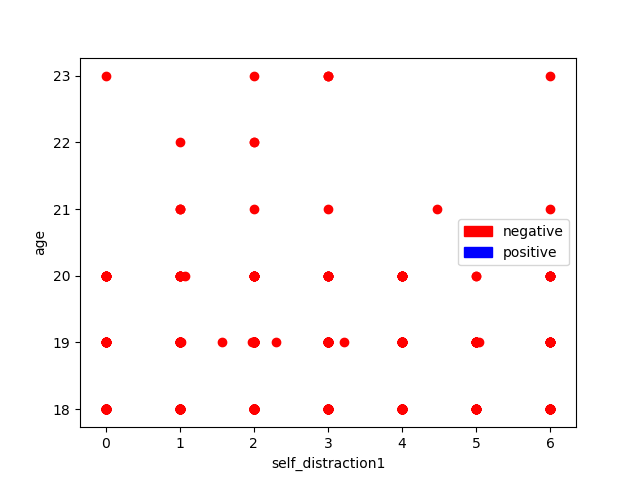 23
22
21
20
19
18
age
negative
positive
0 1 2 3 4 5 6
self_distraction1